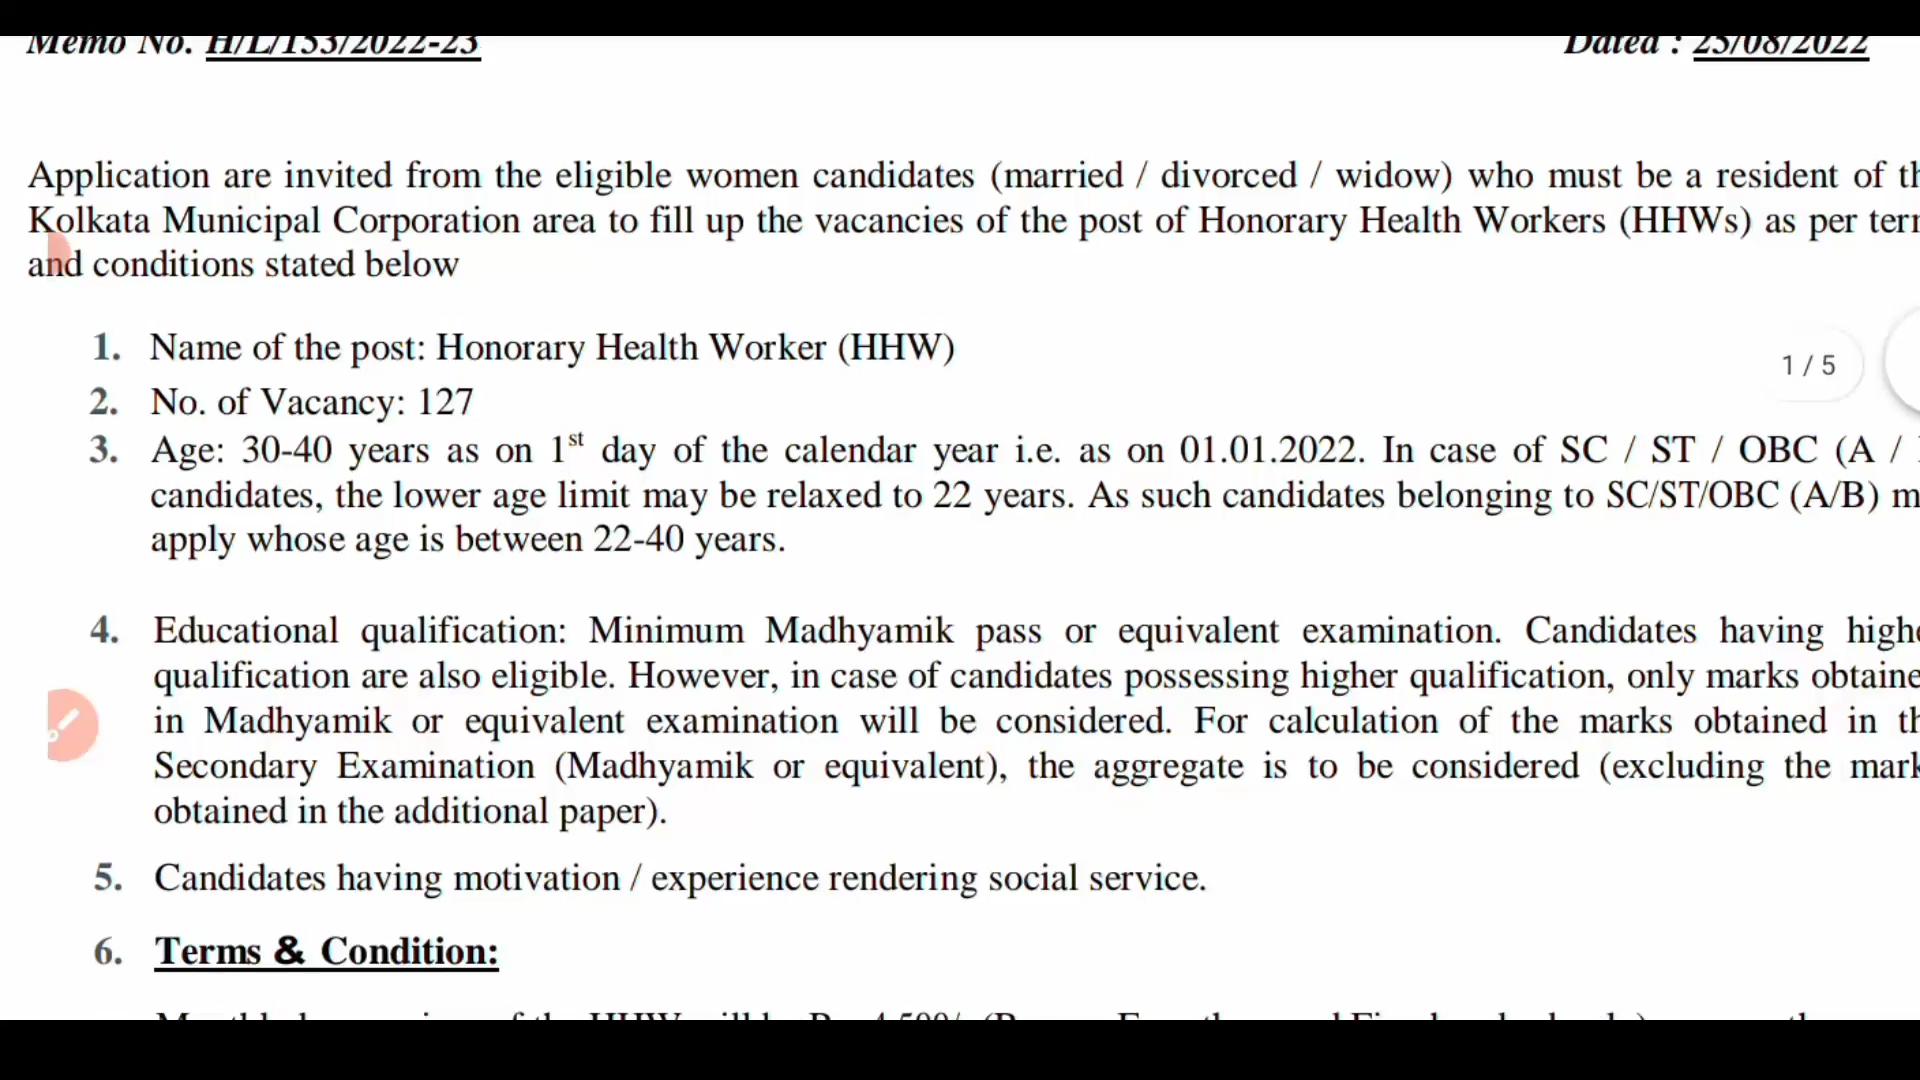 Memo No. H/L/153/2022-23 Dated : 25/08/2022
Application are invited from the eligible women candidates (married / divorced / widow) who must be a resident of
Kolkata Municipal Corporation area to fill up the vacancies of the post of Honorary Health Workers (HHWs) as per
and conditions stated below
1. Name of the post: Honorary Health Worker (HHW)
1 / 5
2. No. of Vacancy: 127
3. Age: 30-40 years as on 1st day of the calendar year i.e. as on 01.01.2022. In case of SC / ST / OBC (A /
candidates, the lower age limit may be relaxed to 22 years. As such candidates belonging to SC/ST/OBC (A/B)
apply whose age is between 22-40 years.
4. Educational qualification: Minimum Madhyamik pass or equivalent examination. Candidates having
qualification are also eligible. However, in case of candidates possessing higher qualification, only marks
in Madhyamik or equivalent examination will be considered. For calculation of the marks obtained in
Secondary Examination (Madhyamik or equivalent), the aggregate is to be considered (excluding the
obtained in the additional paper).
5. Candidates having motivation / experience rendering social service.
6. Terms & Condition: